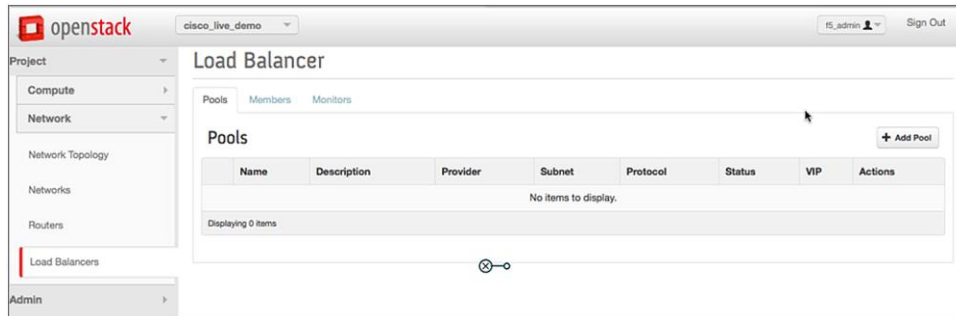 openstack
cisco_live_demo
f5_admin
Sign Out
Project
Compute
Network
Network Topology
Networks
Routers
Load Balancers
Admin
Load Balancer
Pools Members Monitors
Pools
+ Add Pool
Name Description Provider Subnet Protocol Status VIP Actions
No items to display.
Displaying 0 items